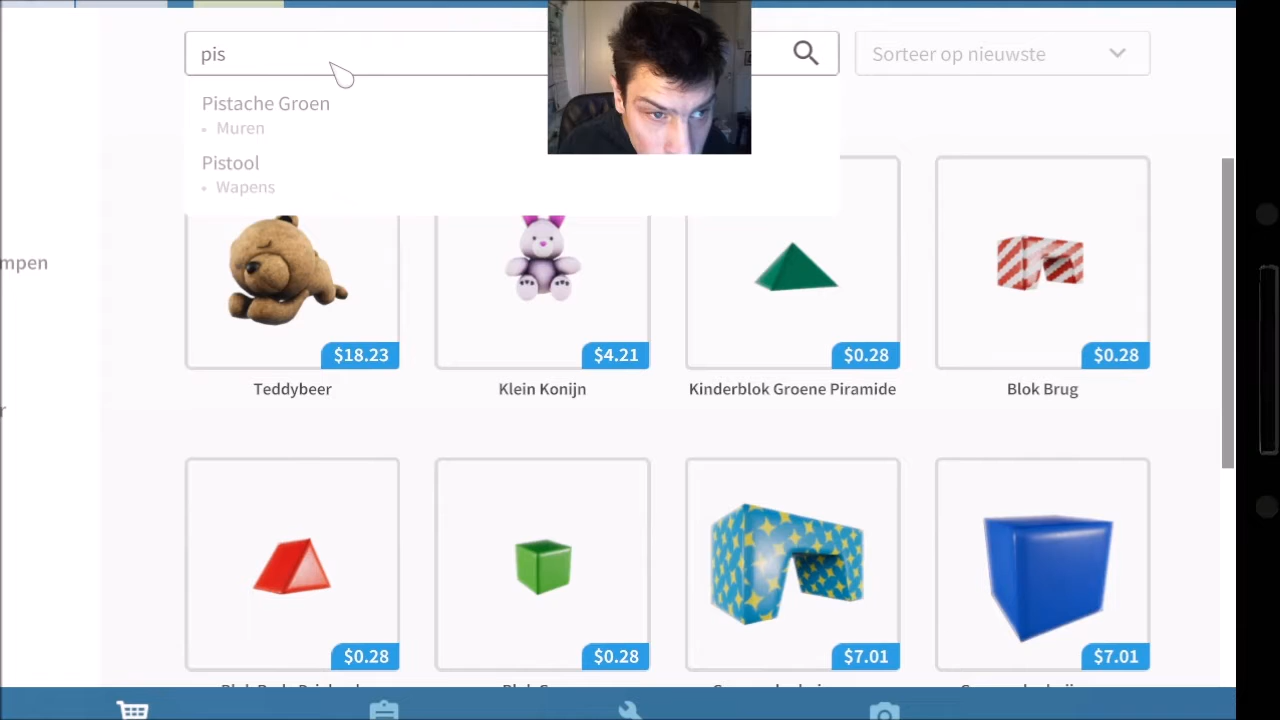 pis
Sorteer op nieuwste
Pistache Groen
• Muren
Pistool
• Wapens
mpen
$18.23
$4.21
$0.28
$0.28
Teddybeer
Klein Konijn
Kinderblok Groene Piramide
Blok Brug
r
$0.28
$0.28
$7.01
$7.01